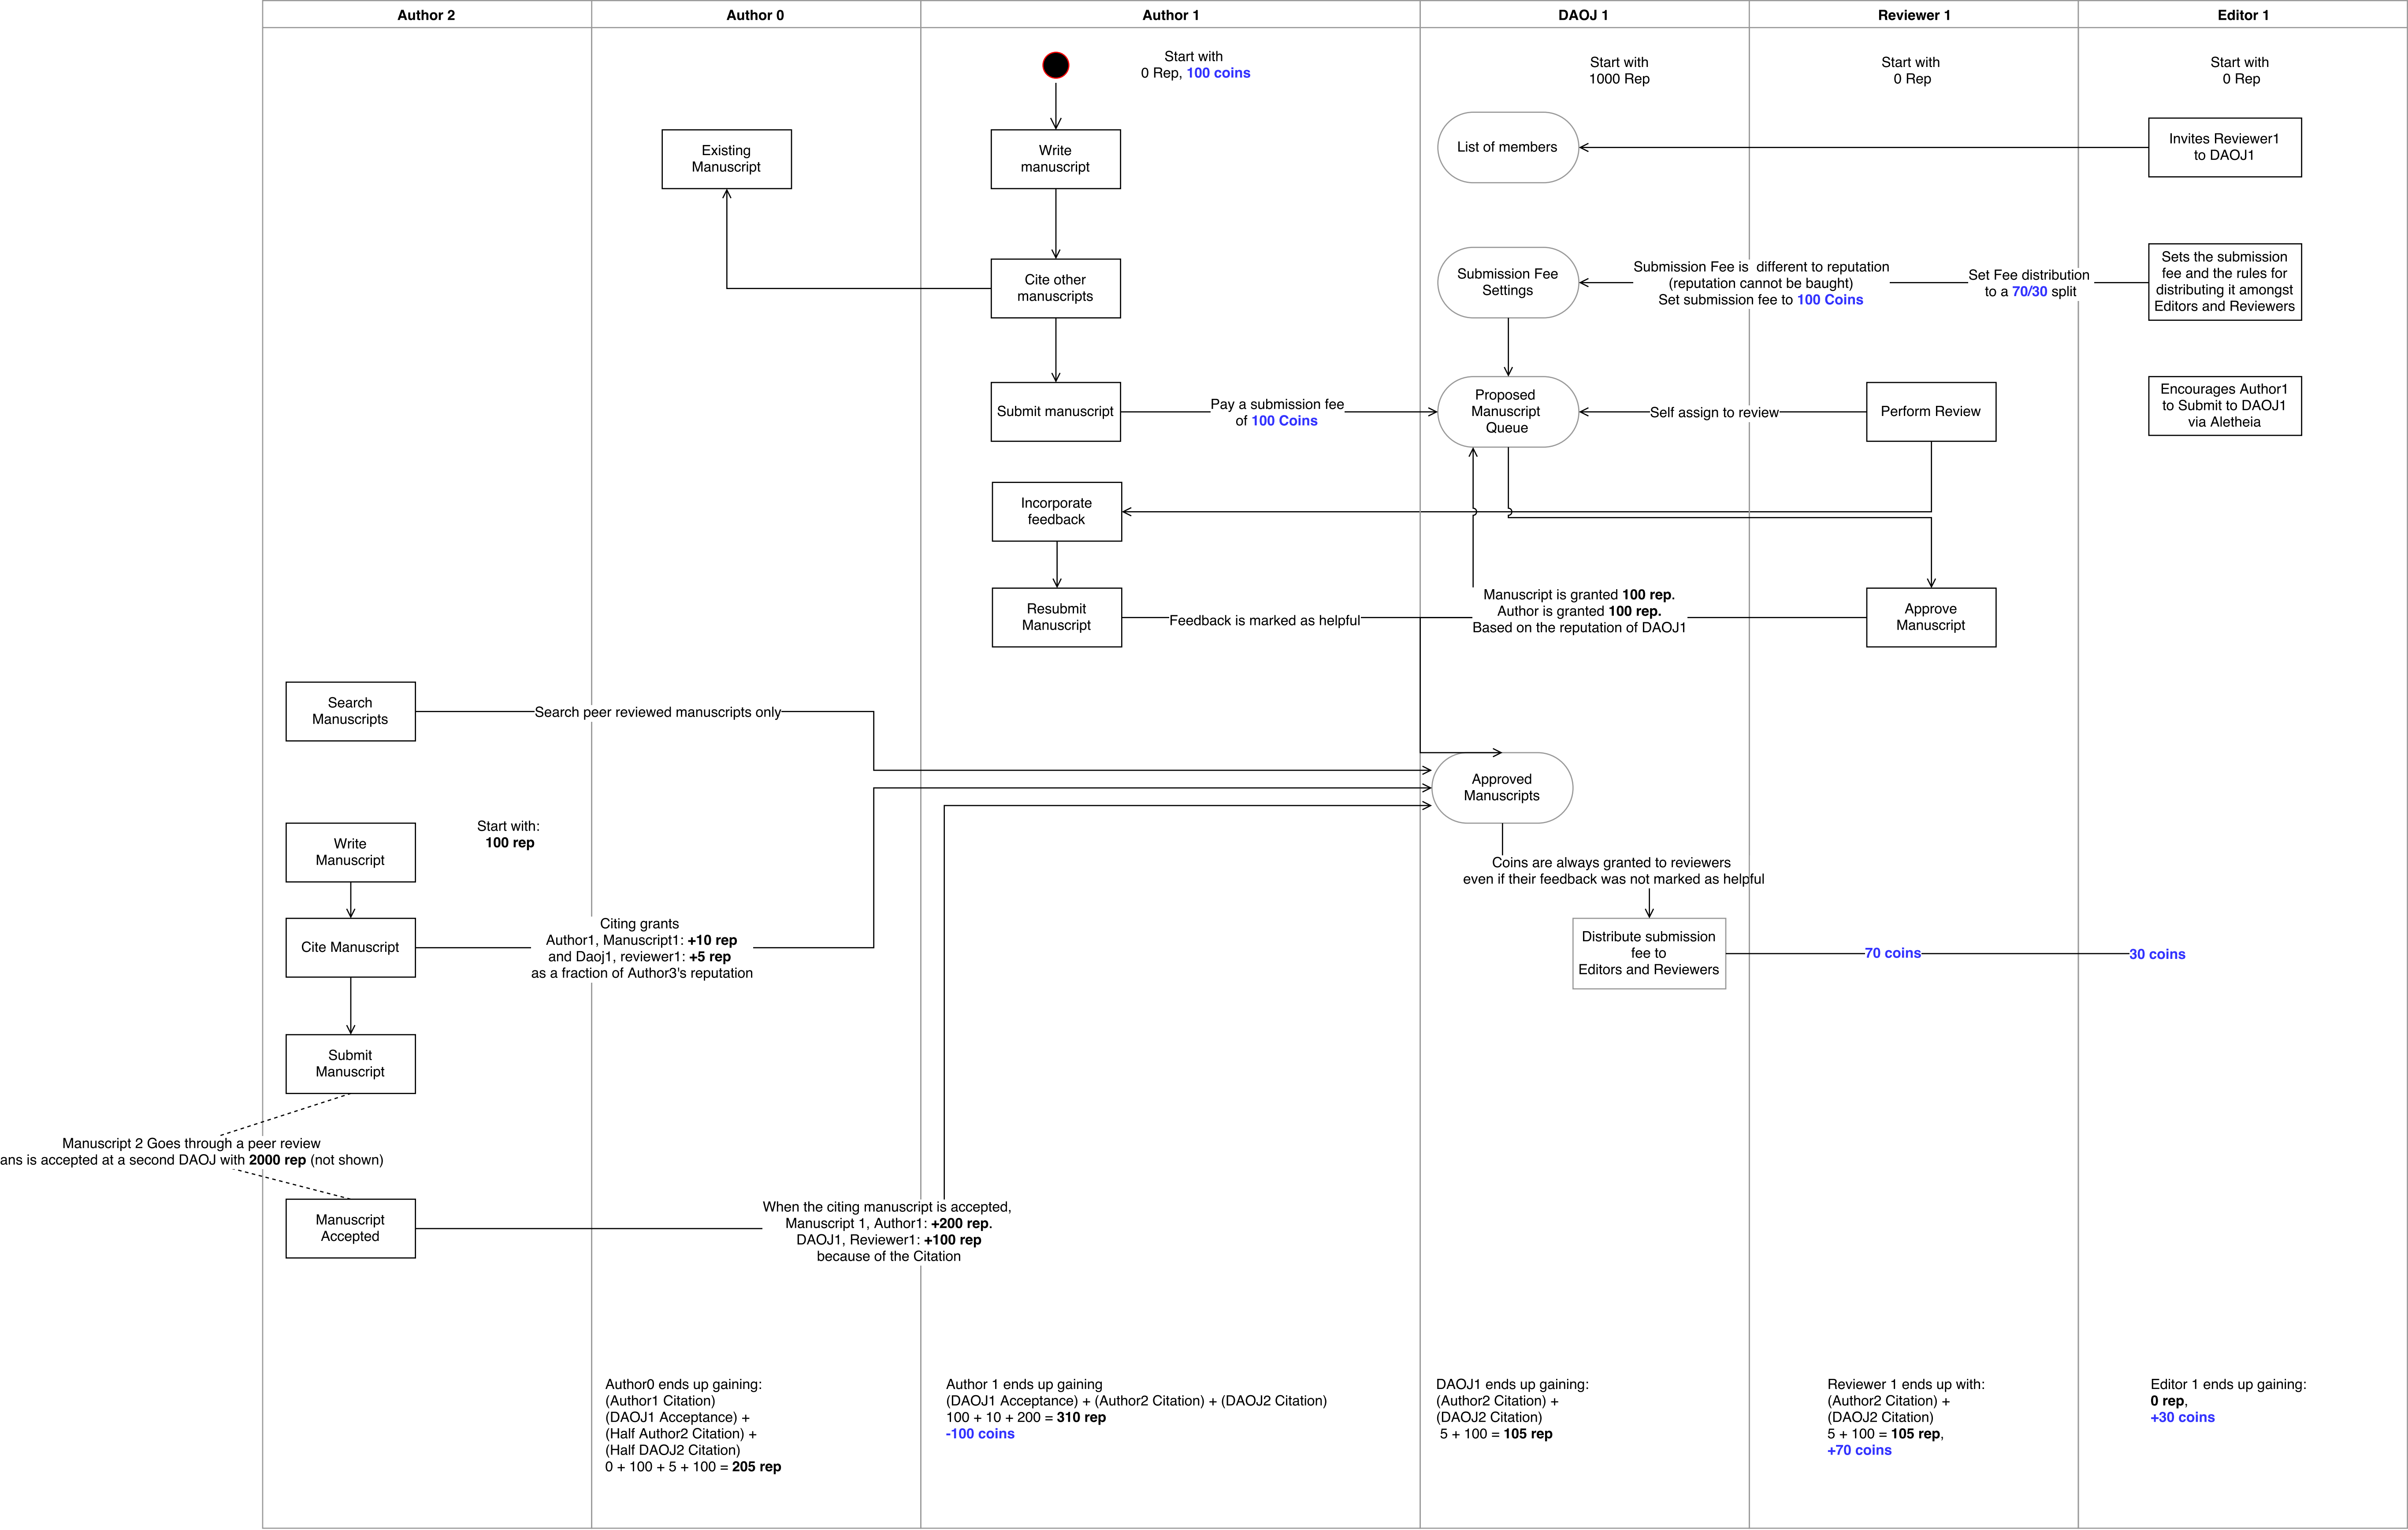 Author 2
Author 0
Author 1
DAOJ 1
Reviewer 1
Editor 1
Start with
0 Rep, 100 coins
Start with
1000 Rep
Start with
0 Rep
Start with
0 Rep
Existing
Manuscript
Write
manuscript
List of members
Invites Reviewer1
to DAOJ1
Cite other
manuscripts
Submission Fee
Settings
Submission Fee is  different to reputation
(reputation cannot be baught)
Set submission fee to 100 Coins
Set Fee distribution
to a 70/30 split
Sets the submission
fee and the rules for
distributing it amongst
Editors and Reviewers
Submit manuscript
Pay a submission fee
of 100 Coins
Proposed
Manuscript
Queue
Self assign to review
Perform Review
Encourages Author1
to Submit to DAOJ1
via Aletheia
Incorporate
feedback
Resubmit
Manuscript
Feedback is marked as helpful
Manuscript is granted 100 rep.
Author is granted 100 rep.
Based on the reputation of DAOJ1
Approve
Manuscript
Search
Manuscripts
Search peer reviewed manuscripts only
Approved
Manuscripts
Write
Manuscript
Start with:
100 rep
Coins are always granted to reviewers
even if their feedback was not marked as helpful
Cite Manuscript
Citing grants
Author1, Manuscript1: +10 rep
and Daoj1, reviewer1: +5 rep
as a fraction of Author3's reputation
Distribute submission
fee to
Editors and Reviewers
70 coins
30 coins
Submit
Manuscript
Manuscript 2 Goes through a peer review
ans is accepted at a second DAOJ with 2000 rep (not shown)
Manuscript
Accepted
When the citing manuscript is accepted,
Manuscript 1, Author1: +200 rep.
DAOJ1, Reviewer1: +100 rep
because of the Citation
Author0 ends up gaining:
(Author1 Citation)
(DAOJ1 Acceptance) +
(Half Author2 Citation) +
(Half DAOJ2 Citation)
0 + 100 + 5 + 100 = 205 rep
Author 1 ends up gaining
(DAOJ1 Acceptance) + (Author2 Citation) + (DAOJ2 Citation)
100 + 10 + 200 = 310 rep
-100 coins
DAOJ1 ends up gaining:
(Author2 Citation) +
(DAOJ2 Citation)
5 + 100 = 105 rep
Reviewer 1 ends up with:
(Author2 Citation) +
(DAOJ2 Citation)
5 + 100 = 105 rep,
+70 coins
Editor 1 ends up gaining:
0 rep,
+30 coins